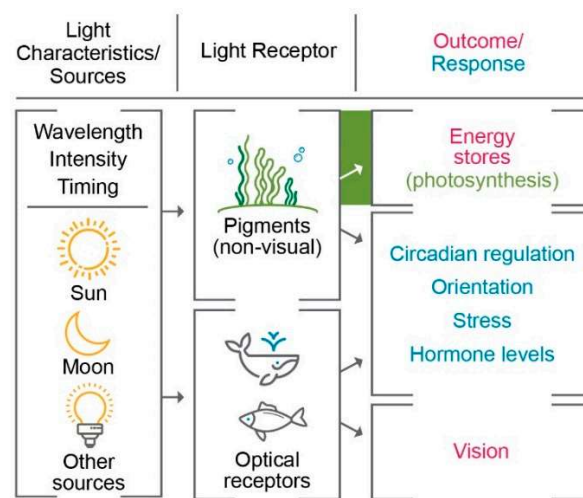 Light
Characteristics/
Sources
Light Receptor
Outcome/
Response
Wavelength
Intensity
Timing
Sun
Moon
Other
sources
Pigments
(non-visual)
Optical
receptors
Energy
stores
(photosynthesis)
Circadian regulation
Orientation
Stress
Hormone levels
Vision